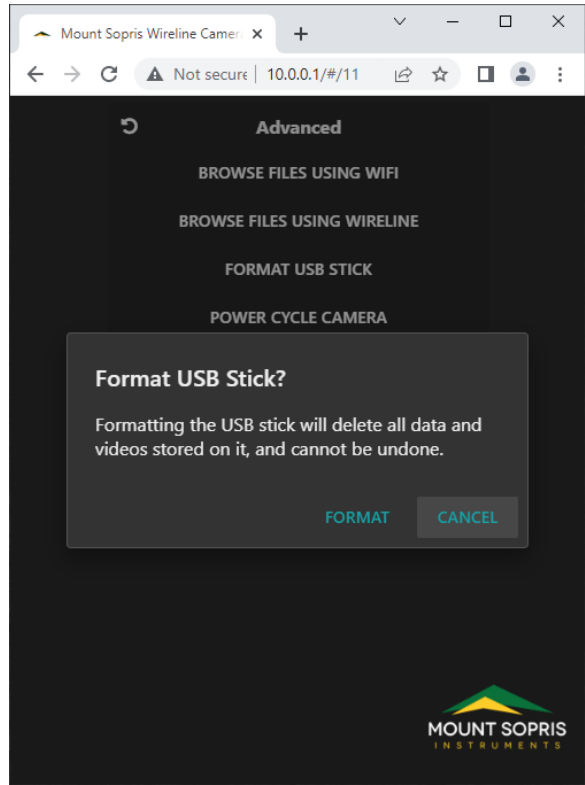 Mount Sopris Wireline Camer
Not secure 10.0.0.1/#/11
Advanced
BROWSE FILES USING WIFI
BROWSE FILES USING WIRELINE
FORMAT USB STICK
POWER CYCLE CAMERA
Format USB Stick?
Formatting the USB stick will delete all data and
videos stored on it, and cannot be undone.
FORMAT CANCEL
MOUNT SOPRIS
INSTRUMENTS